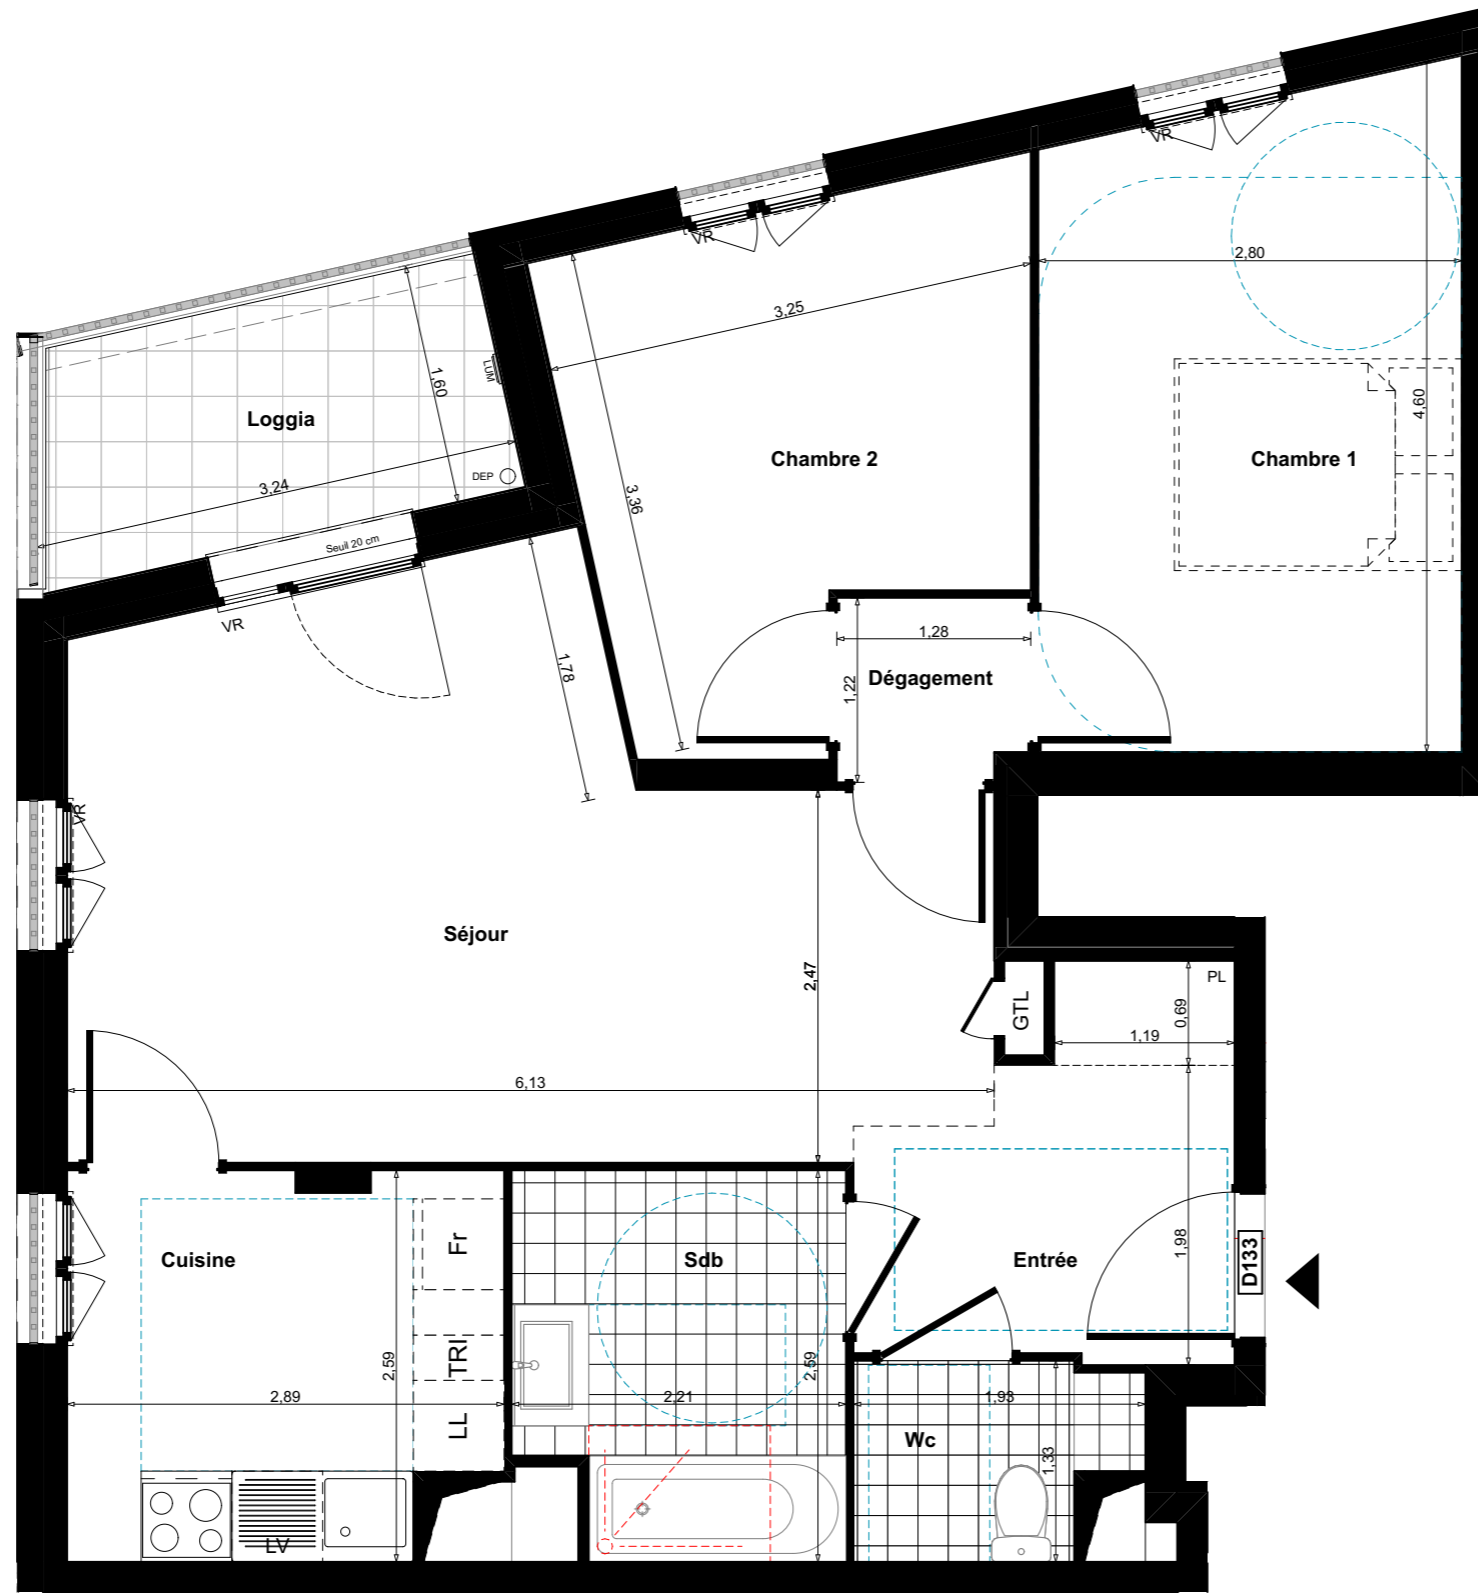 VR
VR
2,80
3,25
LUM
1,60
4,60
Loggia
Chambre 2
Chambre 1
DEP
3,24
3,36
Seuil 20 cm
VR
1,28
1,78
1,22
Dégagement
VR
Séjour
2,47
PL
GTL
0,69
1,19
6,13
Fr
1,98
D133
Cuisine
Sdb
Entrée
TRI
2,59
2,59
2,89
2,21
1,93
LL
Wc
1,33
LV